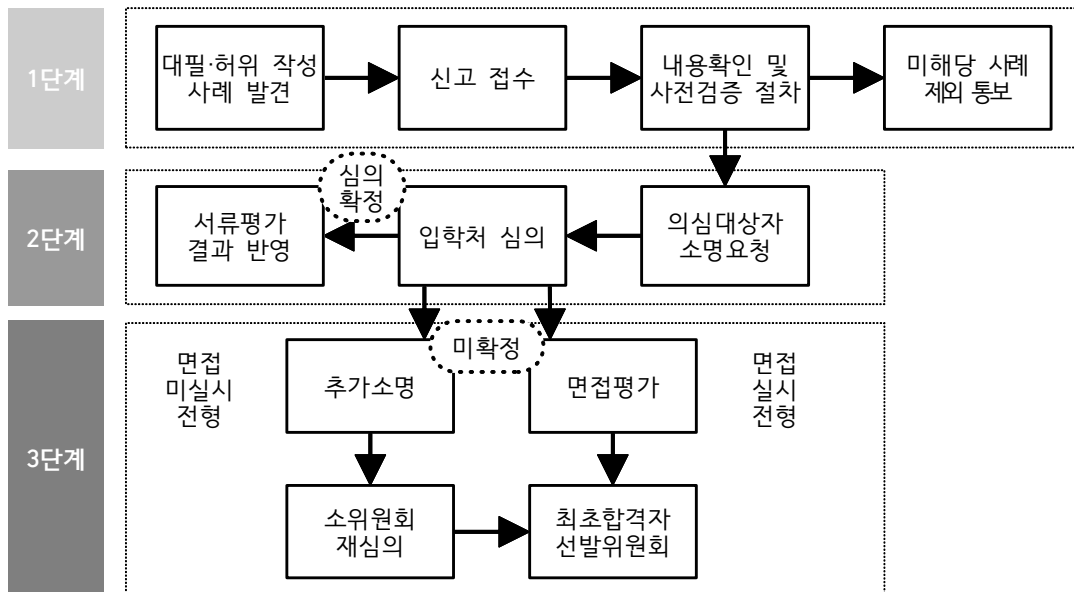 1단계
대필·허위 작성
사례 발견
신고 접수
내용확인 및
사전검증 절차
미해당 사례
제외 통보
2단계
심의
확정
서류평가
결과 반영
입학처 심의
의심대상자
소명요청
3단계
면접
미실시
전형
미확정
추가소명
면접평가
면접
실시
전형
소위원회
재심의
최초합격자
선발위원회